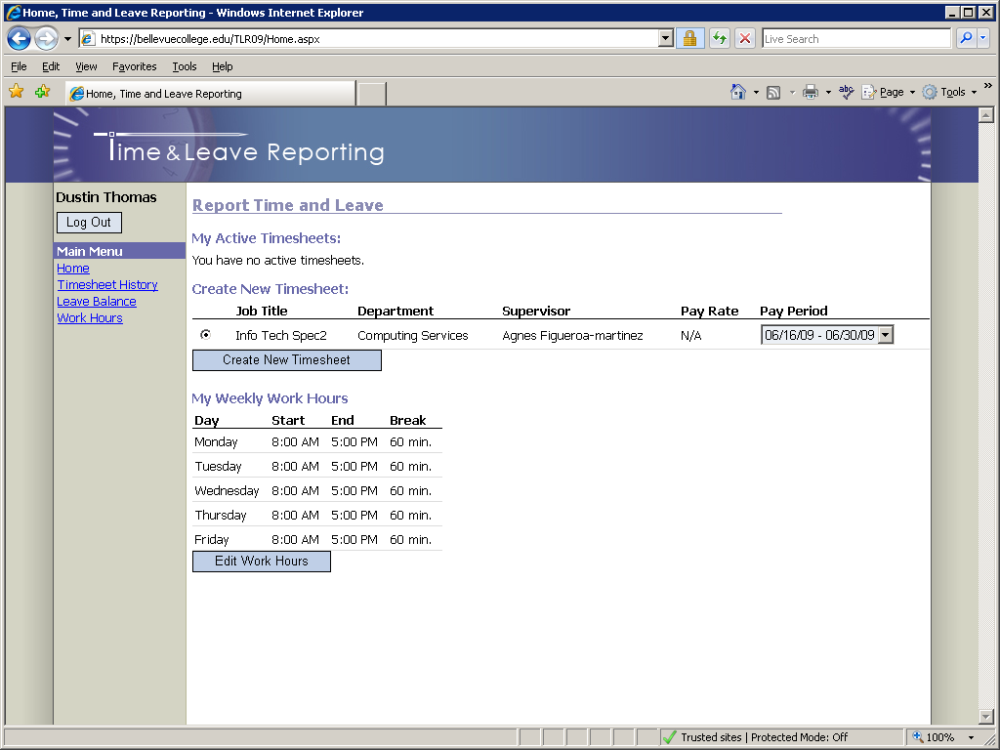 Home, Time and Leave Reporting - Windows Internet Explorer
https://bellevuecollege.edu/TLR09/Home.aspx
Live Search
File Edit View Favorites Tools Help
Home, Time and Leave Reporting
abc Page Tools »
Time & Leave Reporting
Dustin Thomas
Log Out
Main Menu
Home
Timesheet History
Leave Balance
Work Hours
Report Time and Leave
My Active Timesheets:
You have no active timesheets.
Create New Timesheet:
Job Title Department Supervisor Pay Rate Pay Period
Info Tech Spec2 Computing Services Agnes Figueroa-martinez N/A 06/16/09 - 06/30/09
Create New Timesheet
My Weekly Work Hours
Day Start End Break
Monday 8:00 AM 5:00 PM 60 min.
Tuesday 8:00 AM 5:00 PM 60 min.
Wednesday 8:00 AM 5:00 PM 60 min.
Thursday 8:00 AM 5:00 PM 60 min.
Friday 8:00 AM 5:00 PM 60 min.
Edit Work Hours
Trusted sites | Protected Mode: Off 100%